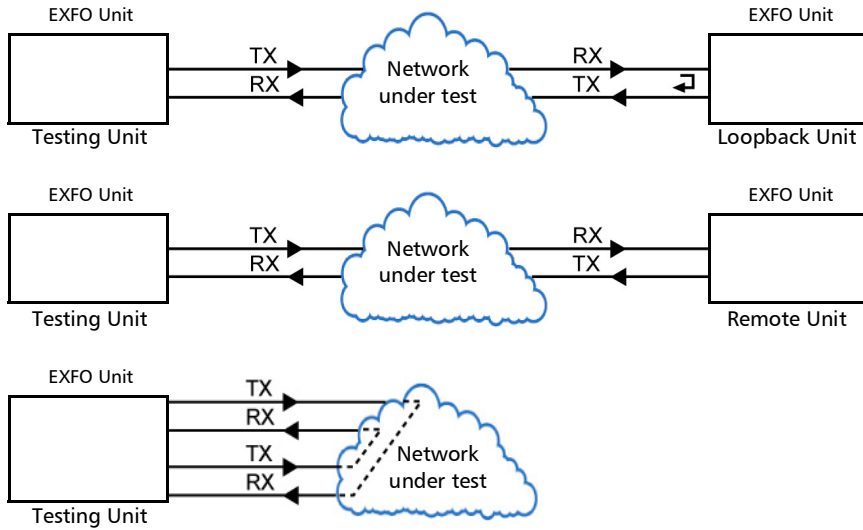 EXFO Unit
EXFO Unit
TX
RX
RX
TX
Network
under test
Testing Unit
Loopback Unit
EXFO Unit
EXFO Unit
TX
RX
RX
TX
Network
under test
Testing Unit
Remote Unit
EXFO Unit
TX
RX
TX
RX
Network
under test
Testing Unit